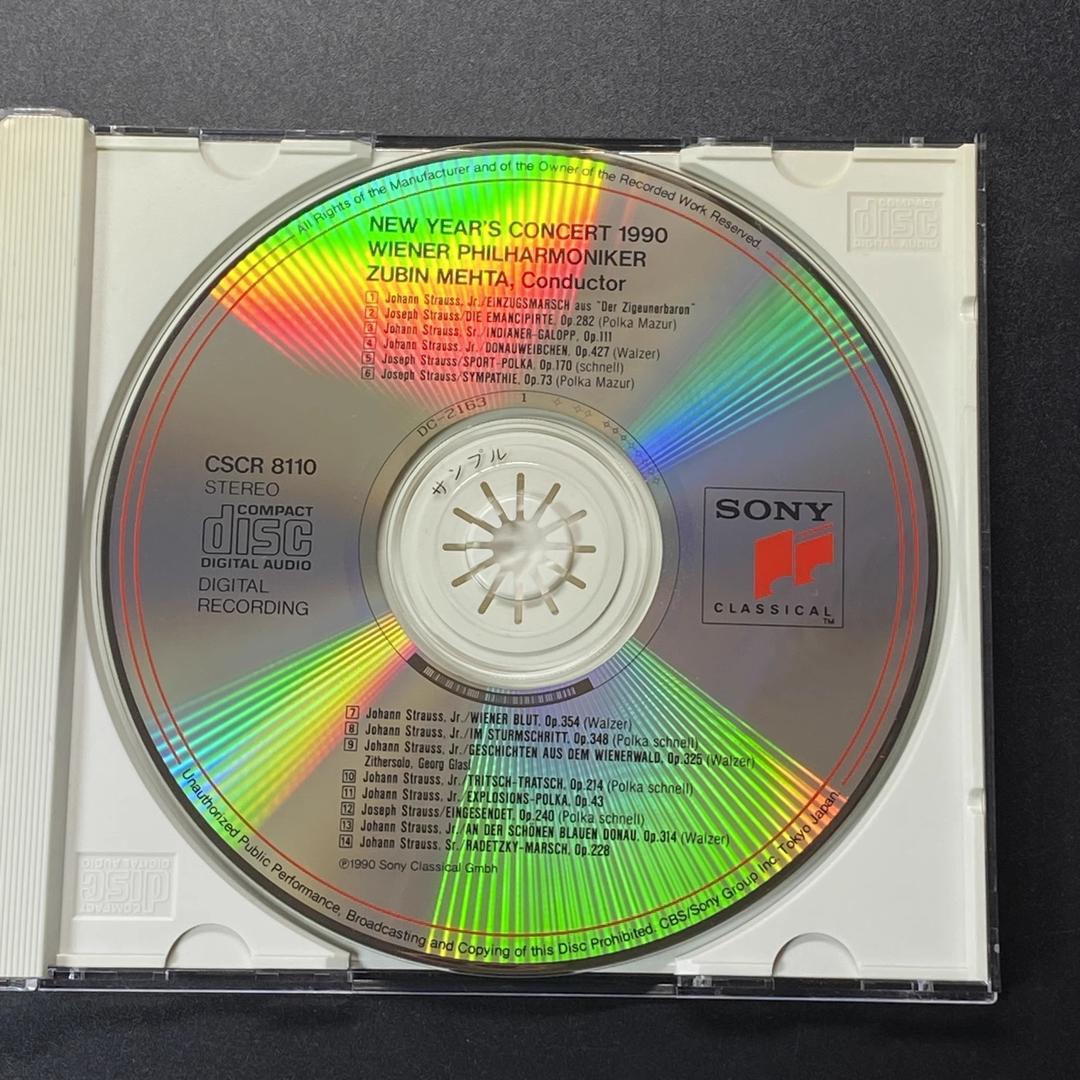 All Rights of the Manufacturer and of the Owner of the Recorded Work Reserved.
NEW YEAR'S CONCERT 1990
WIENER PHILHARMONIKER
ZUBIN MEHTA, Conductor
1 Johann Strauss, Jr./EINZUGSMARSCH aus "Der Zigeunerbaron"
2 Joseph Strauss/DIE EMANCIPIRTE, Op.282 (Polka Mazur)
3 Johann Strauss, Sr./INDIANER-GALOPP, Op.111
4 Johann Strauss, Jr./DONAUWEIBCHEN, Op.427 (Walzer)
5 Joseph Strauss/SPORT-POLKA, Op.170 (schnell)
6 Joseph Strauss/SYMPATHIE, Op.73 (Polka Mazur)
DC-2163 1
サンプル
CSCR 8110
STEREO
COMPACT
disc
DIGITAL AUDIO
DIGITAL
RECORDING
SONY
CLASSICAL
TM
7 Johann Strauss, Jr./WIENER BLUT, Op.354 (Walzer)
8 Johann Strauss, Jr./IM STURMSCHRITT, Op.348 (Polka schnell)
9 Johann Strauss, Jr./GESCHICHTEN AUS DEM WIENERWALD, Op.325 (Walzer)
Zithersolo, Georg Glasl
10 Johann Strauss, Jr./TRITSCH-TRATSCH, Op.214 (Polka schnell)
11 Johann Strauss, Jr./EXPLOSIONS-POLKA, Op.43
12 Joseph Strauss/EINGESENDET, Op.240 (Polka schnell)
13 Johann Strauss, Jr./AN DER SCHÖNEN BLAUEN DONAU, Op.314 (Walzer)
14 Johann Strauss, Sr./RADETZKY-MARSCH, Op.228
℗1990 Sony Classical Gmbh
Unauthorized Public Performance, Broadcasting and Copying of this Disc Prohibited. CBS/Sony Group Inc. Tokyo Japan
COMPACT
disc
DIGITAL AUDIO
COMPACT
disc
DIGITAL AUDIO